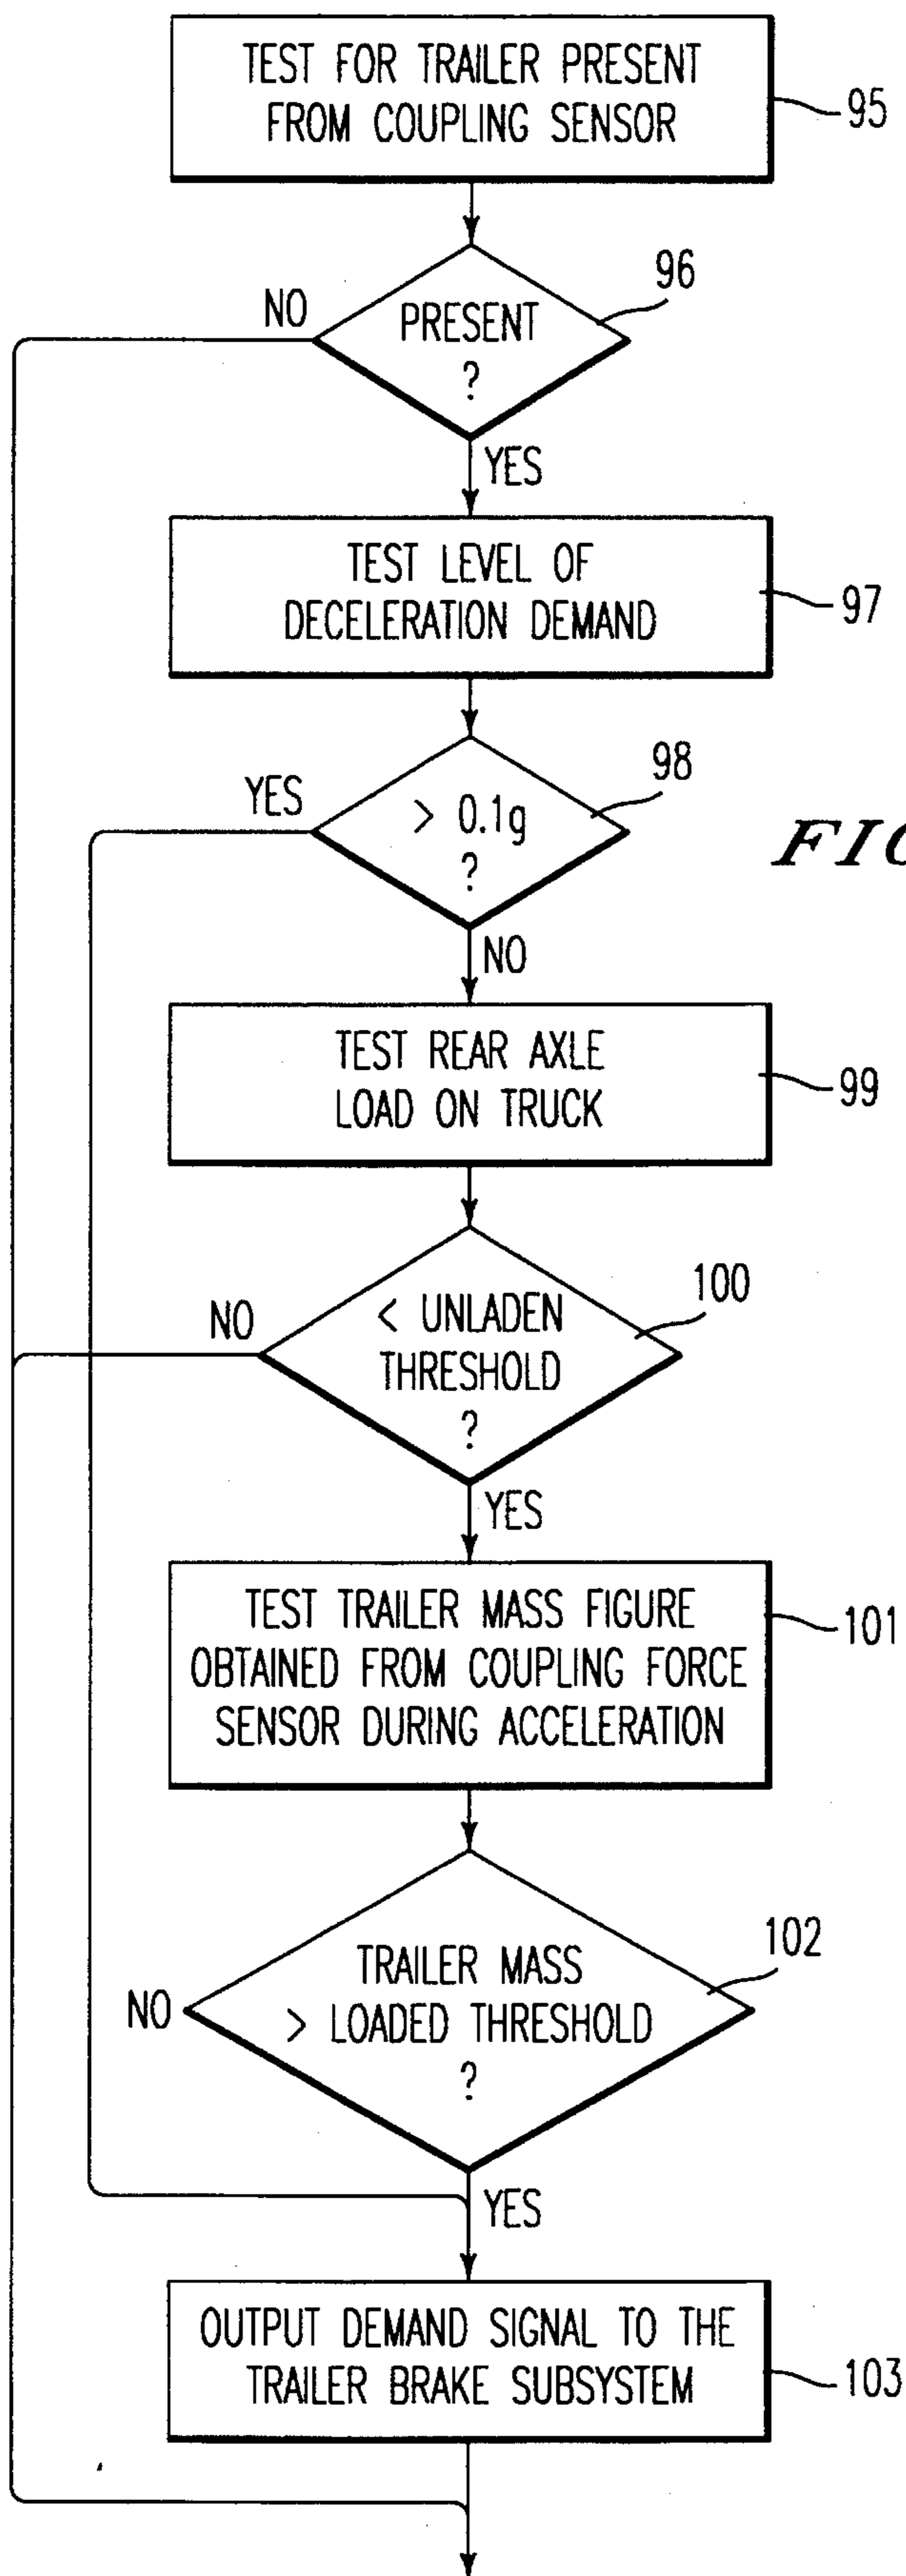 TEST FOR TRAILER PRESENT
FROM COUPLING SENSOR
95
96
NO
PRESENT
?
YES
TEST LEVEL OF
DECELERATION DEMAND
97
98
YES
> 0.1g
?
FIG
NO
TEST REAR AXLE
LOAD ON TRUCK
99
100
NO
< UNLADEN
THRESHOLD
?
YES
TEST TRAILER MASS FIGURE
OBTAINED FROM COUPLING FORCE
SENSOR DURING ACCELERATION
101
102
NO
TRAILER MASS
> LOADED THRESHOLD
?
YES
OUTPUT DEMAND SIGNAL TO THE
TRAILER BRAKE SUBSYSTEM
103